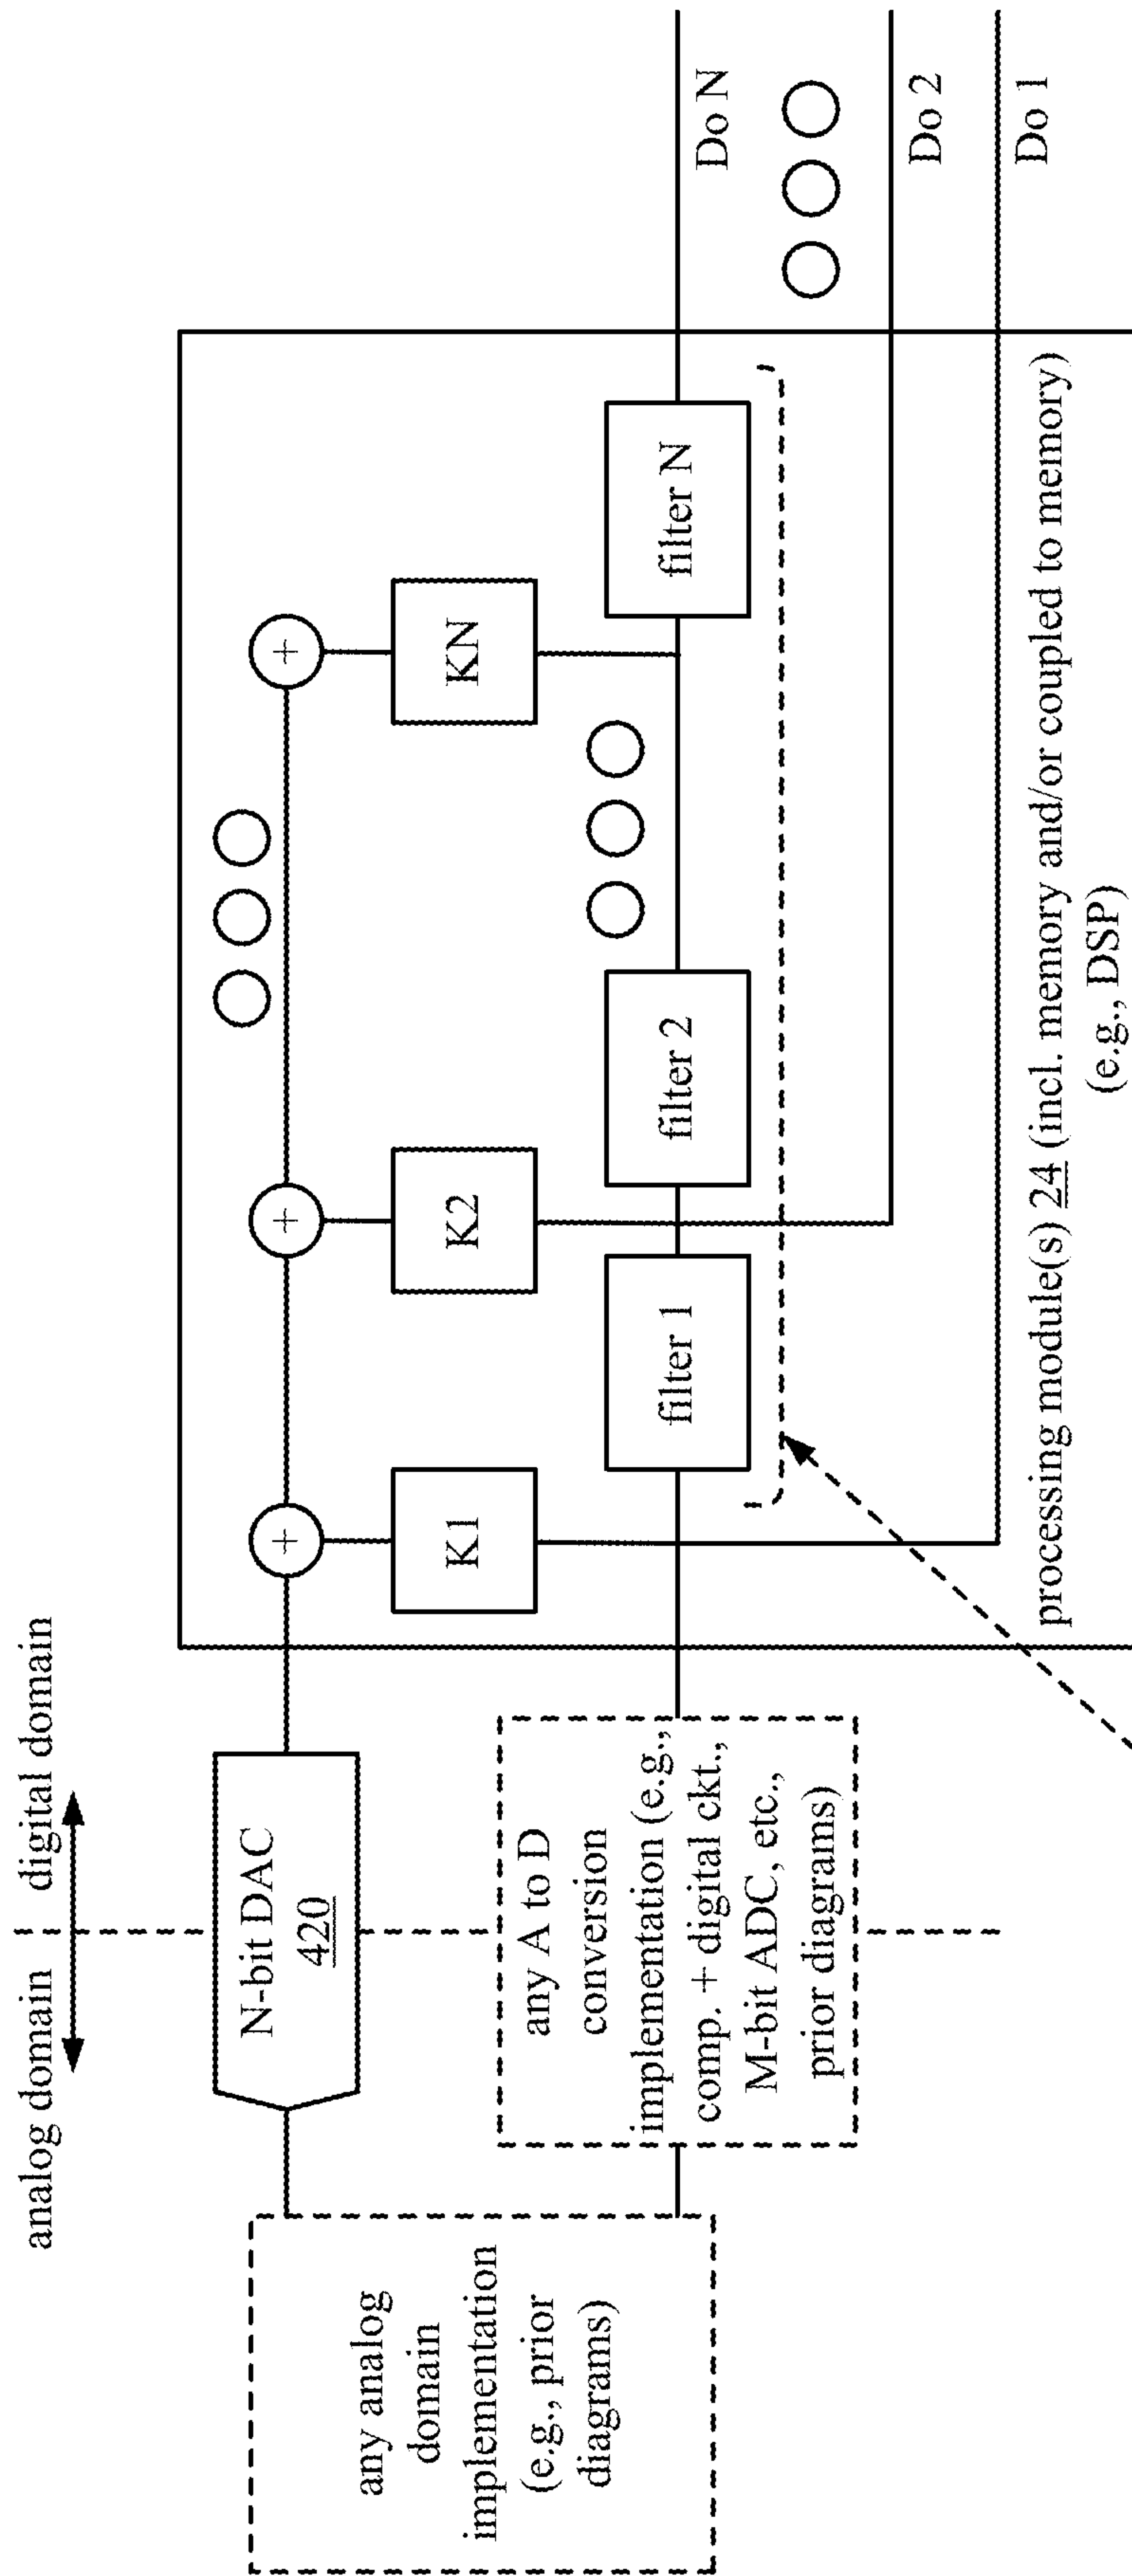 analog domain
digital domain
any analog
domain
implementation
(e.g., prior
diagrams)
N-bit DAC
420
any A to D
conversion
implementation (e.g.,
comp. + digital ckt.,
M-bit ADC, etc.,
prior diagrams)
+
+
+
K1
K2
KN
filter 1
filter 2
filter N
Do N
Do 2
Do 1
processing module(s) 24 (incl. memory and/or coupled to memory)
(e.g., DSP)